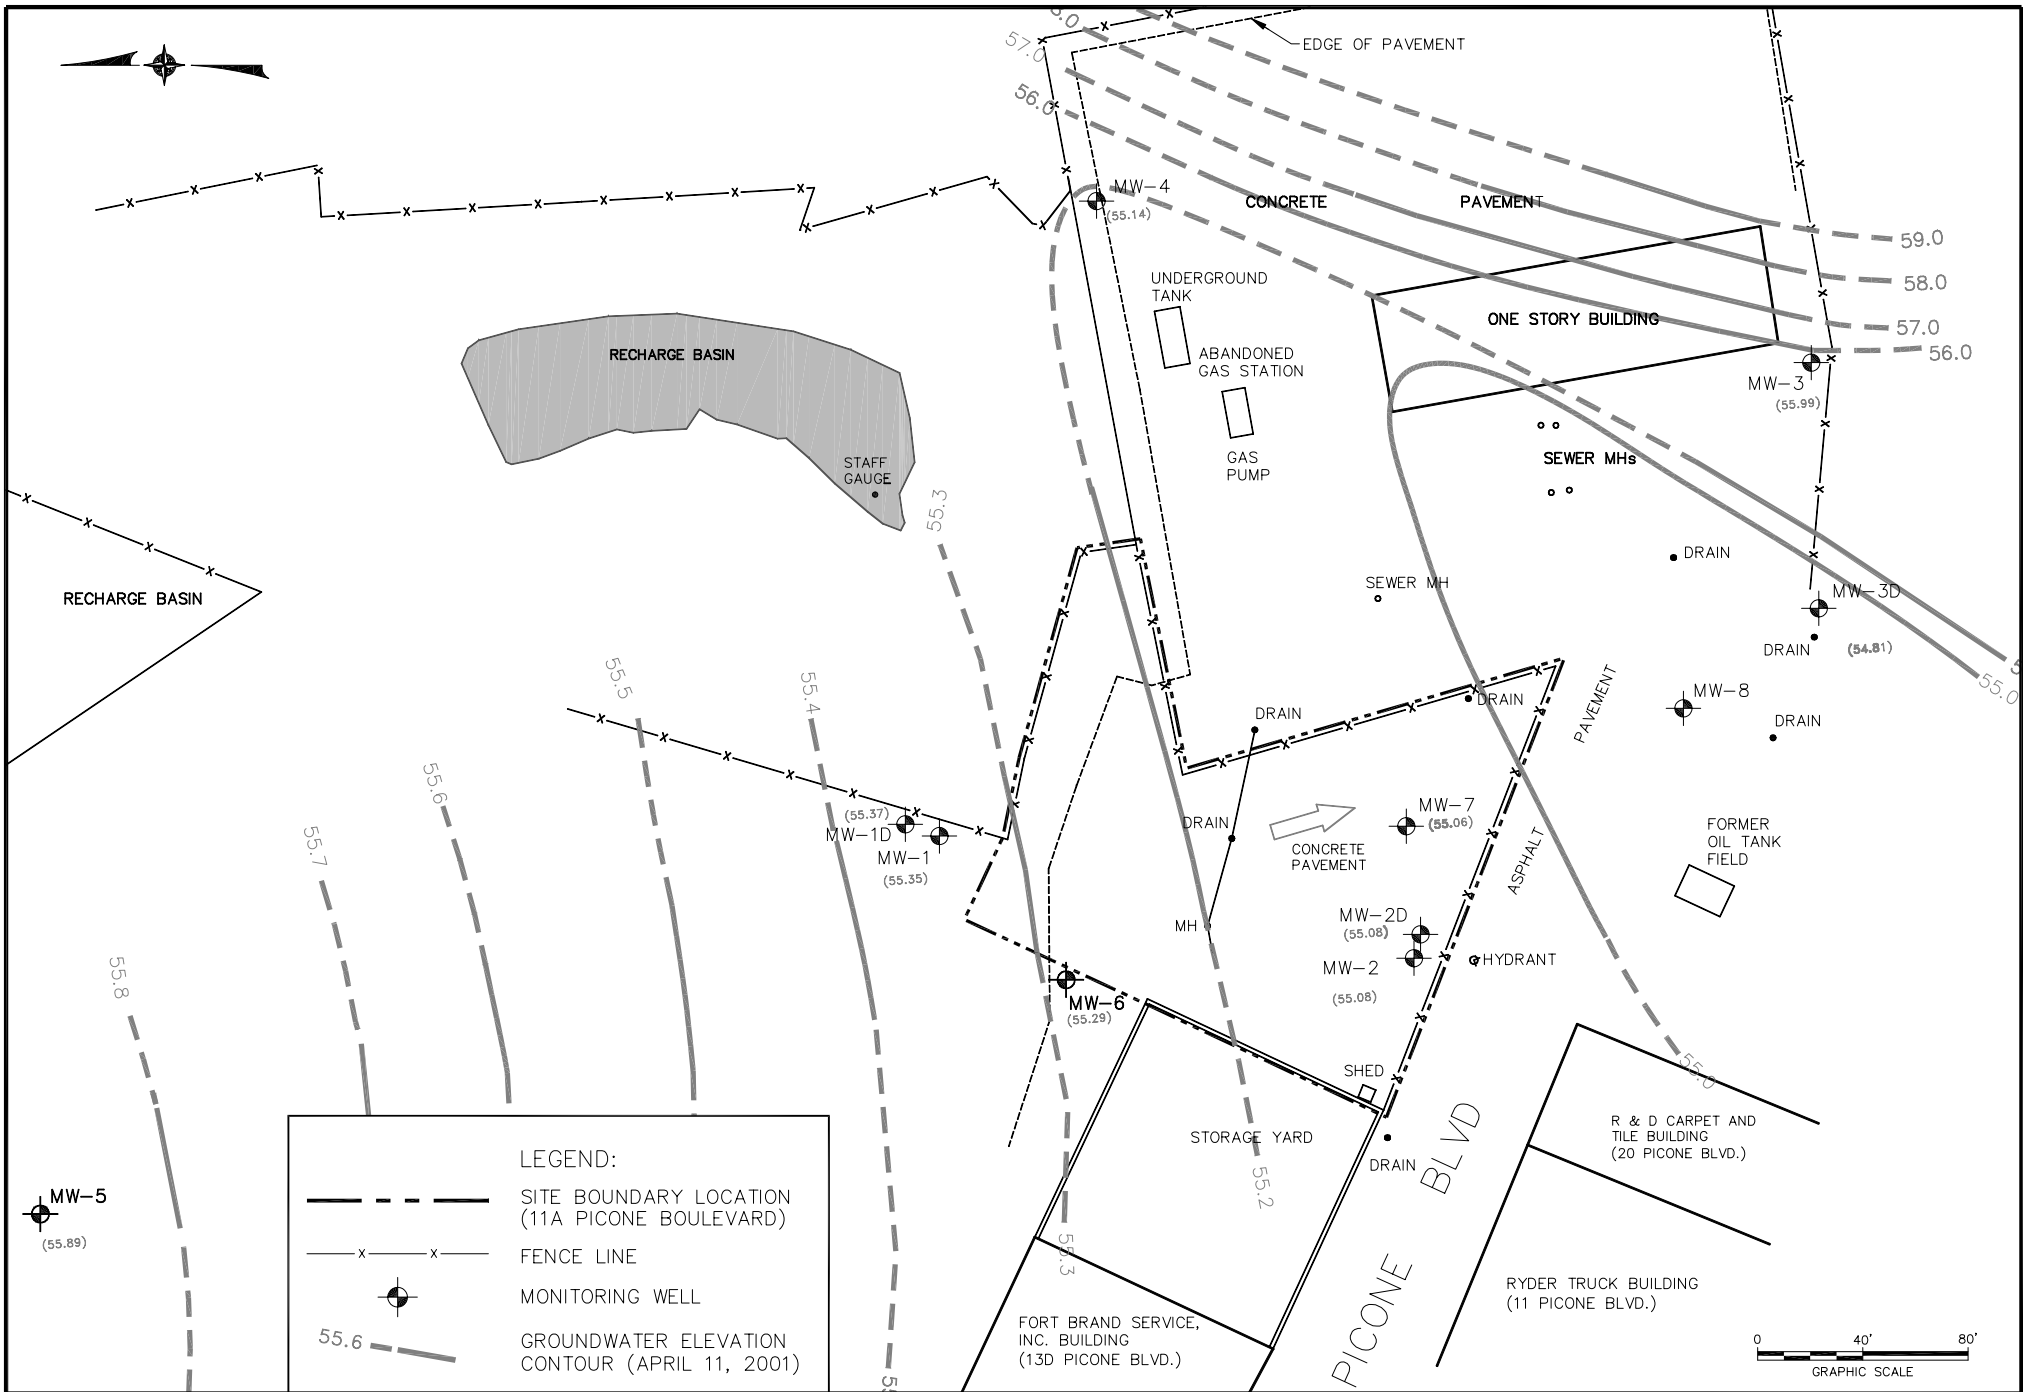 8.0
57.0
56.0
EDGE OF PAVEMENT
MW-4
(55.14)
CONCRETE
PAVEMENT
59.0
58.0
57.0
56.0
UNDERGROUND
TANK
ABANDONED
GAS STATION
GAS
PUMP
ONE STORY BUILDING
MW-3
(55.99)
RECHARGE BASIN
STAFF
GAUGE
55.3
SEWER MHs
DRAIN
SEWER MH
MW-3D
DRAIN
(54.81)
55.0
RECHARGE BASIN
55.5
55.4
DRAIN
DRAIN
PAVEMENT
MW-8
DRAIN
55.6
55.7
(55.37)
MW-1D
MW-1
(55.35)
DRAIN
CONCRETE
PAVEMENT
MW-7
(55.06)
ASPHALT
FORMER
OIL TANK
FIELD
55.8
MH
MW-2D
(55.08)
MW-2
(55.08)
HYDRANT
MW-6
(55.29)
SHED
55.0
STORAGE YARD
DRAIN
55.2
55.3
PICONE BLVD
R & D CARPET AND
TILE BUILDING
(20 PICONE BLVD.)
RYDER TRUCK BUILDING
(11 PICONE BLVD.)
FORT BRAND SERVICE,
INC. BUILDING
(13D PICONE BLVD.)
MW-5
(55.89)
LEGEND:
SITE BOUNDARY LOCATION
(11A PICONE BOULEVARD)
FENCE LINE
MONITORING WELL
55.6
GROUNDWATER ELEVATION
CONTOUR (APRIL 11, 2001)
0 40' 80'
GRAPHIC SCALE